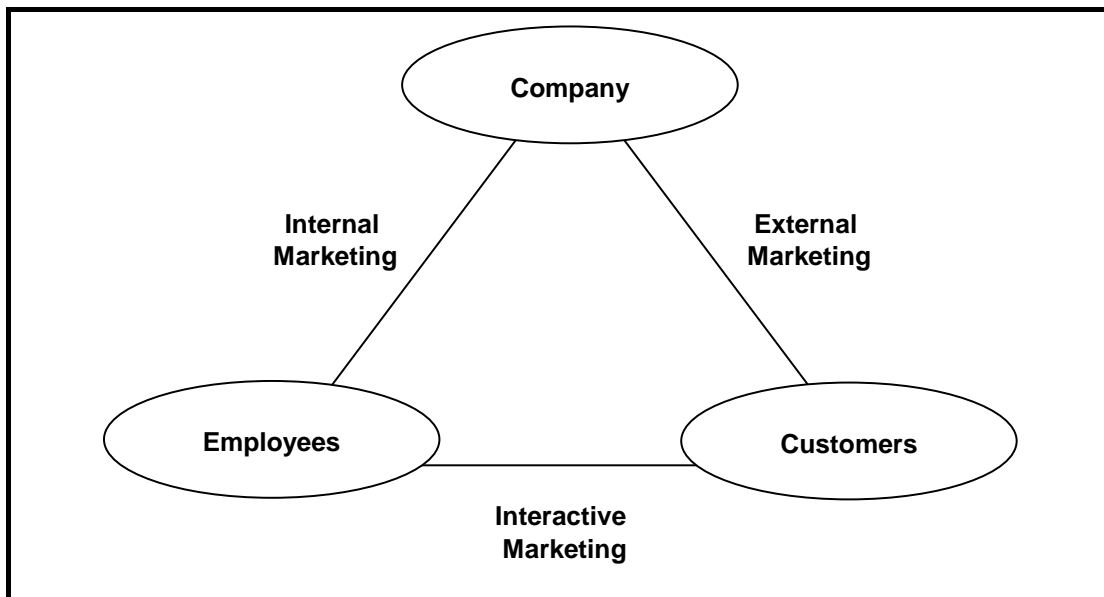 Company
Internal
Marketing
External
Marketing
Employees
Customers
Interactive
Marketing